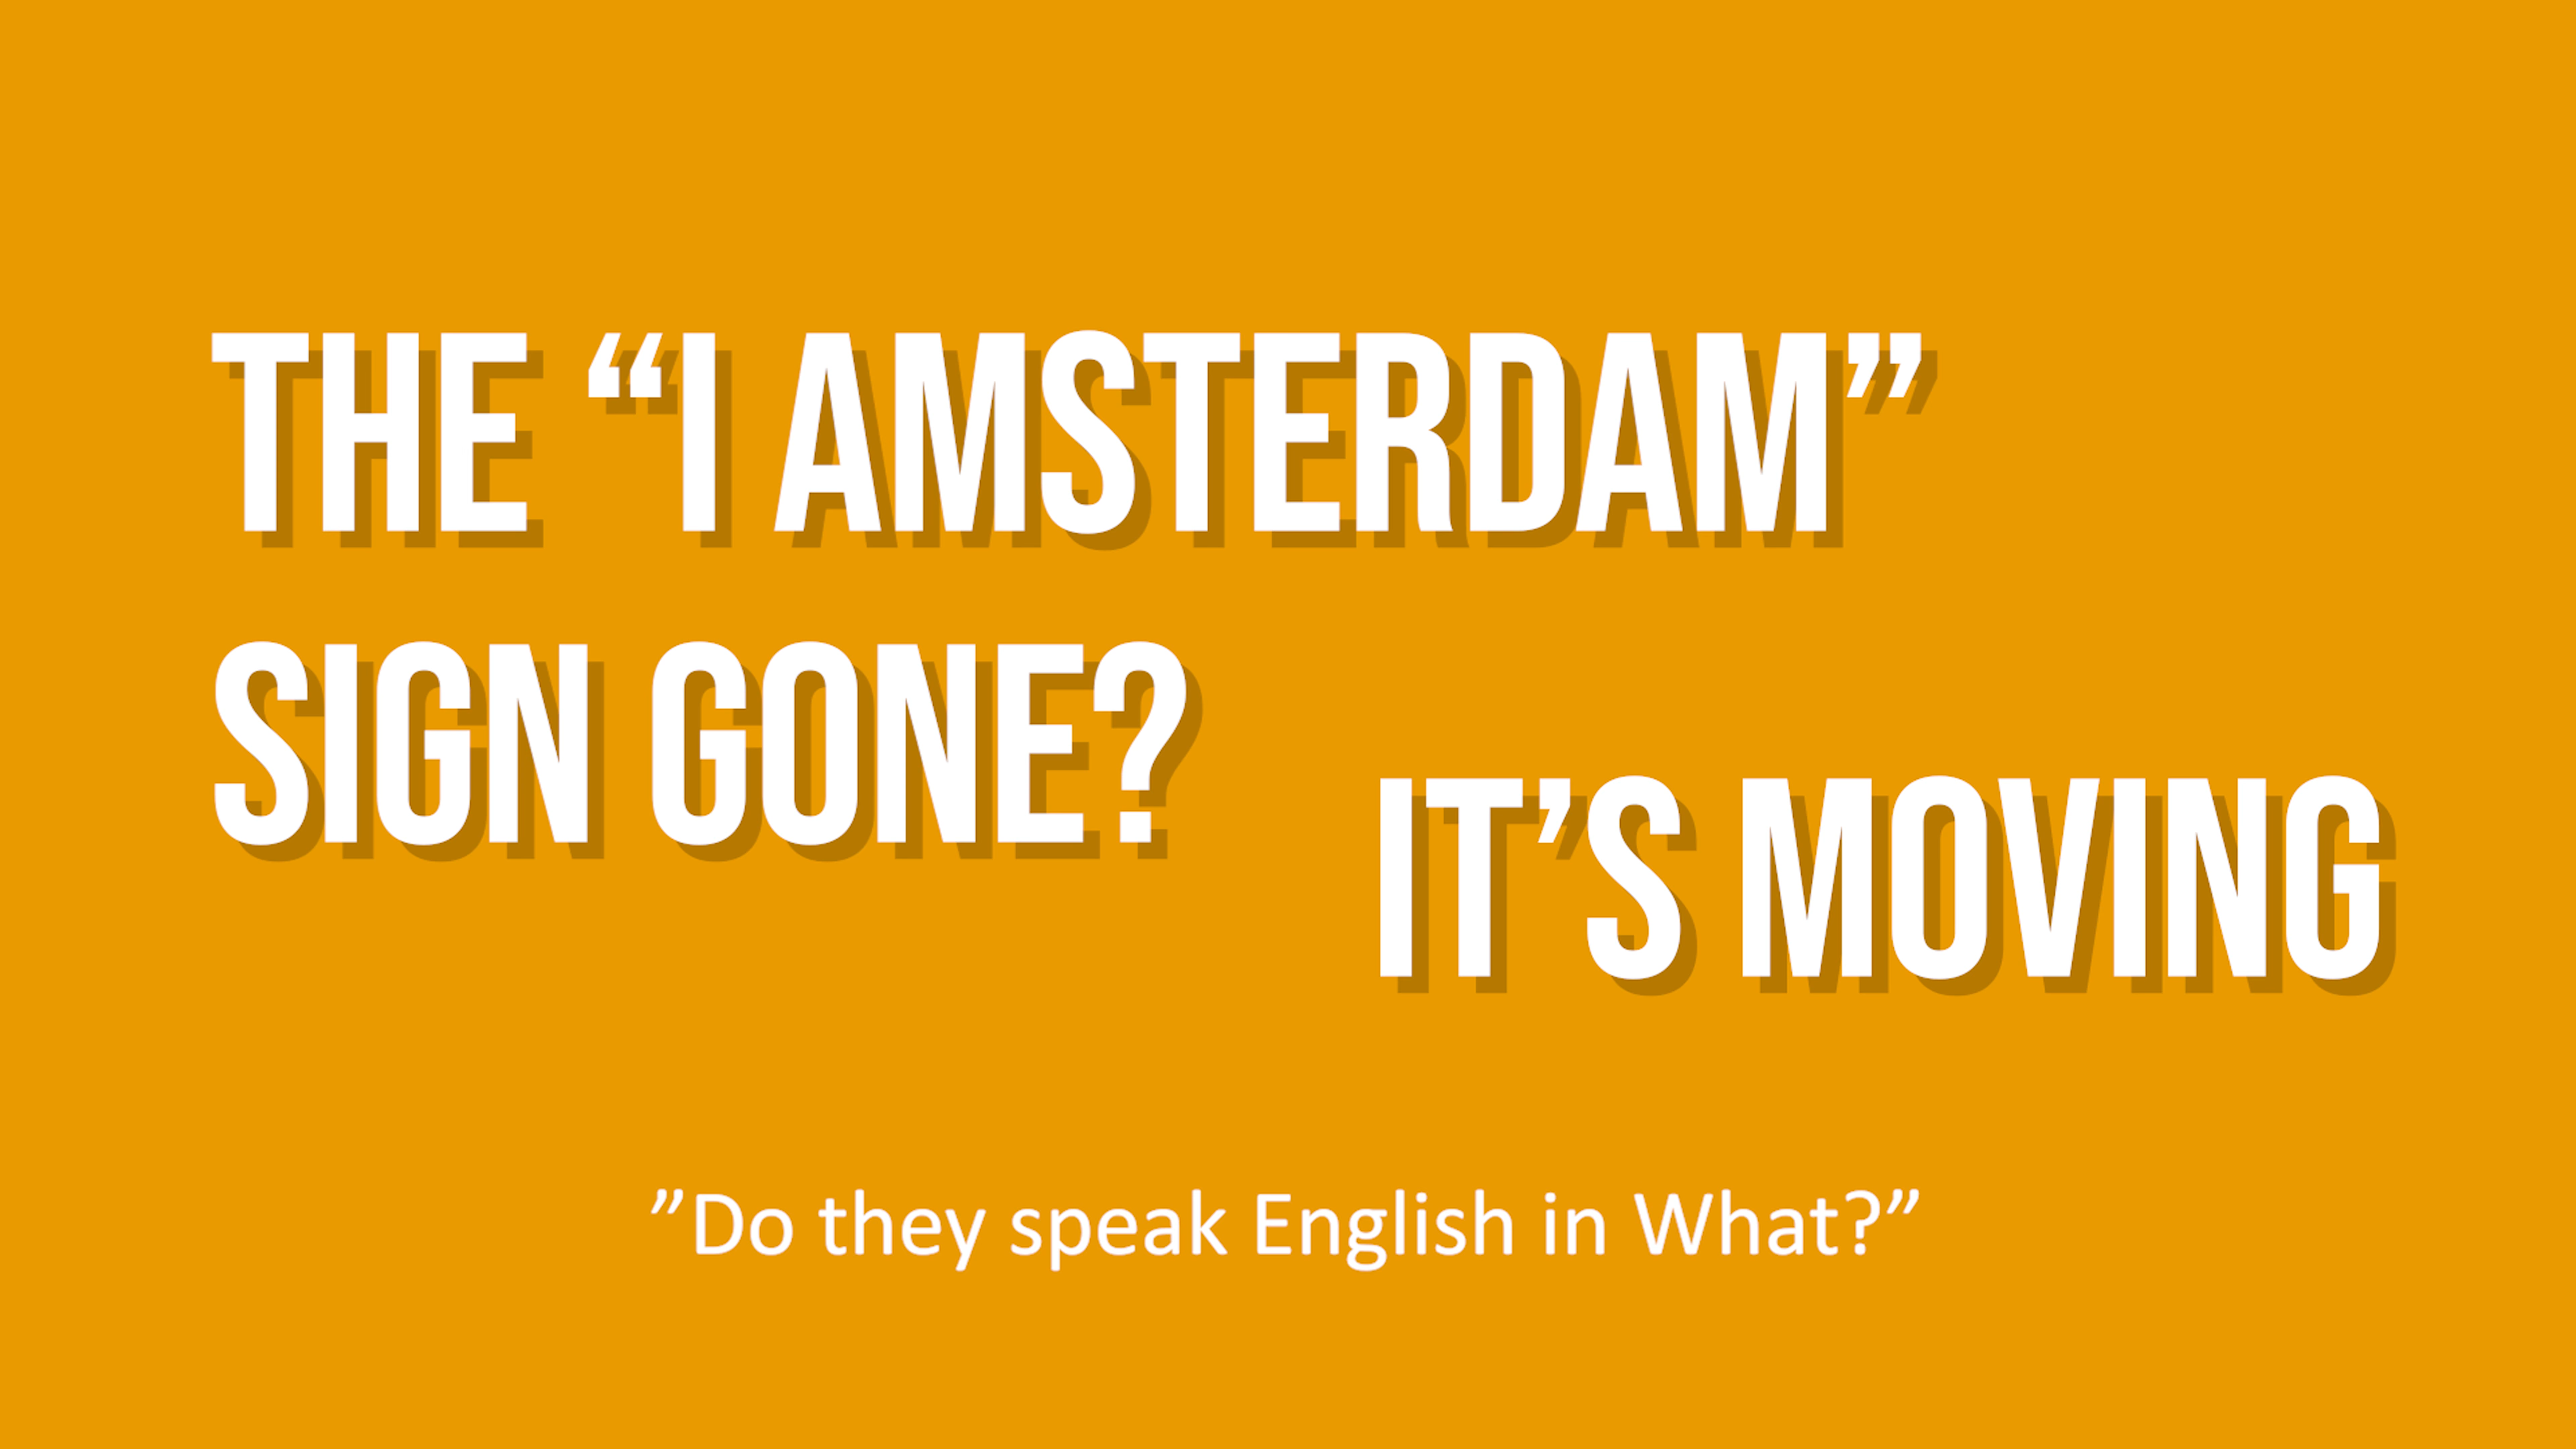 THE “I AMSTERDAM”
SIGN GONE?
IT’S MOVING
”Do they speak English in What?”